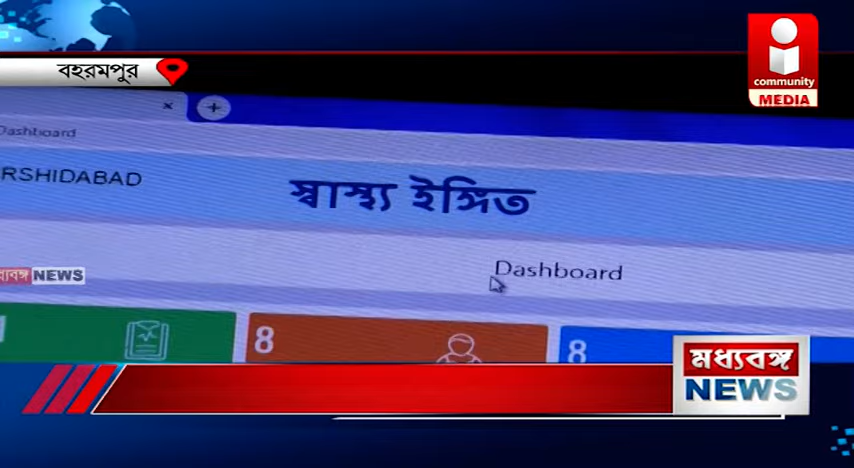 বহরমপুর
i
community
MEDIA
Dashboard
RSHIDABAD
স্বাস্থ্য ইঙ্গিত
Dashboard
NEWS
8
8
মধ্যবঙ্গ
NEWS